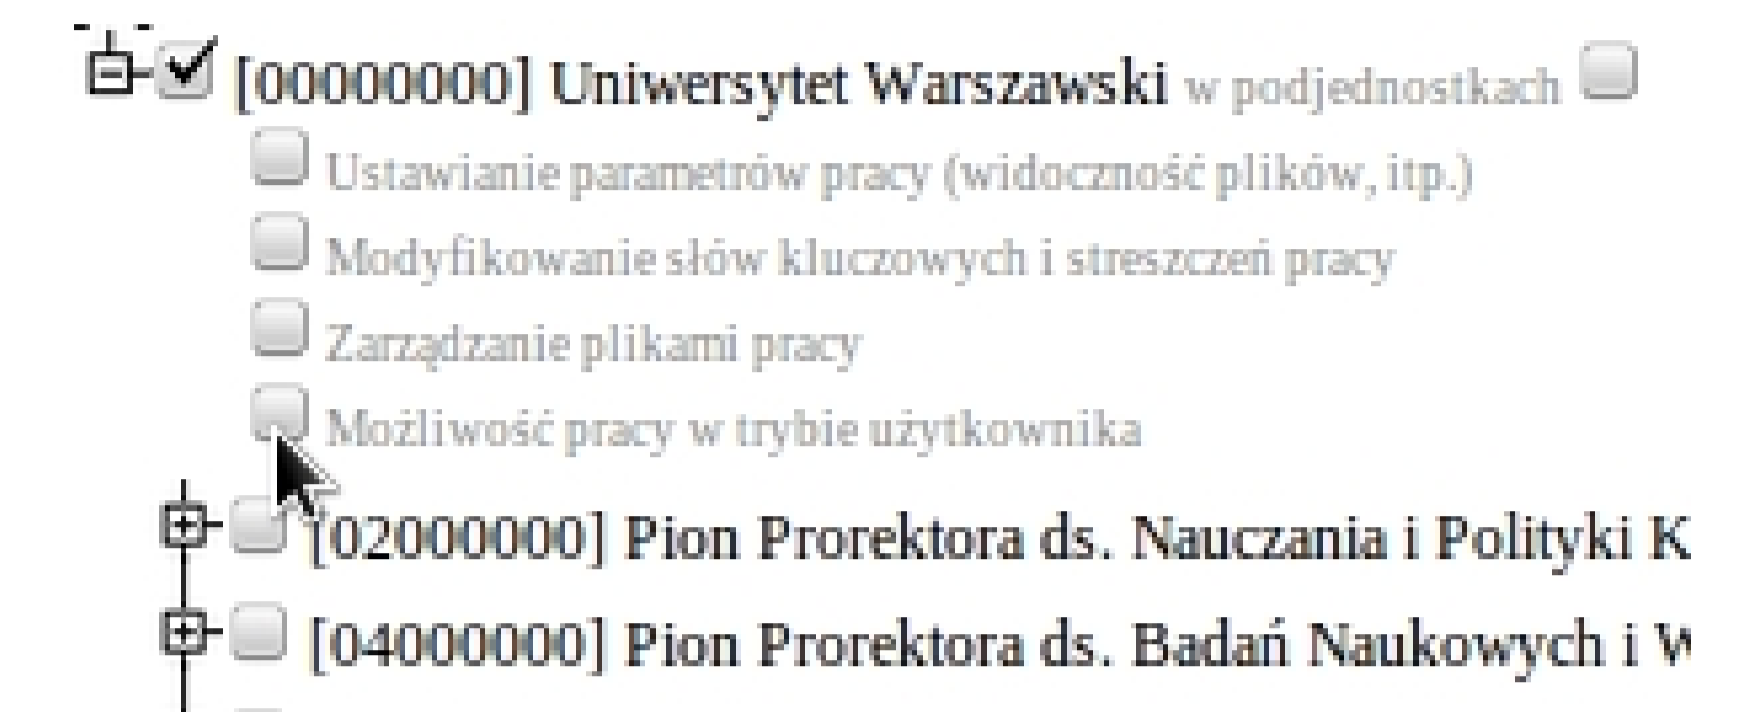 [00000000] Uniwersytet Warszawski w podjednostkach
Ustawianie parametrów pracy (widoczność plików, itp.)
Modyfikowanie słów kluczowych i streszczeń pracy
Zarządzanie plikami pracy
Możliwość pracy w trybie użytkownika
[02000000] Pion Prorektora ds. Nauczania i Polityki K
[04000000] Pion Prorektora ds. Badań Naukowych i W